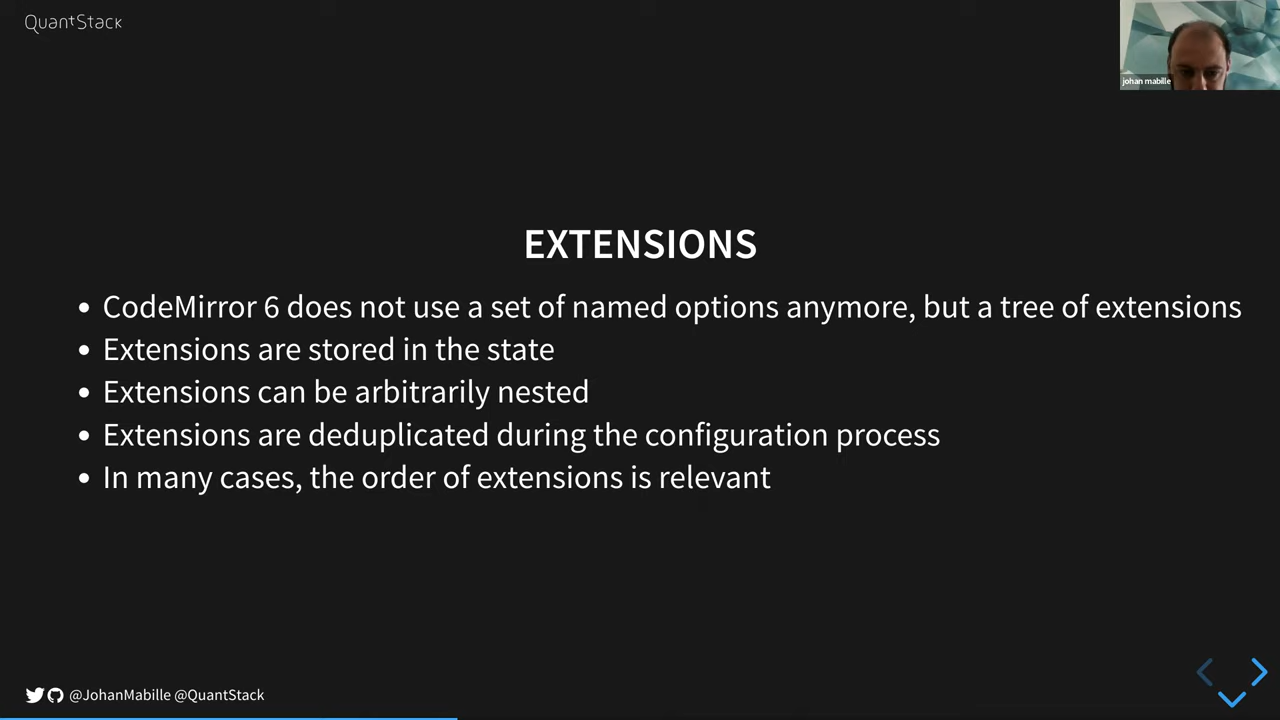 QuantStack
johan mabille
EXTENSIONS
• CodeMirror 6 does not use a set of named options anymore, but a tree of extensions
• Extensions are stored in the state
• Extensions can be arbitrarily nested
• Extensions are deduplicated during the configuration process
• In many cases, the order of extensions is relevant
@JohanMabille @QuantStack